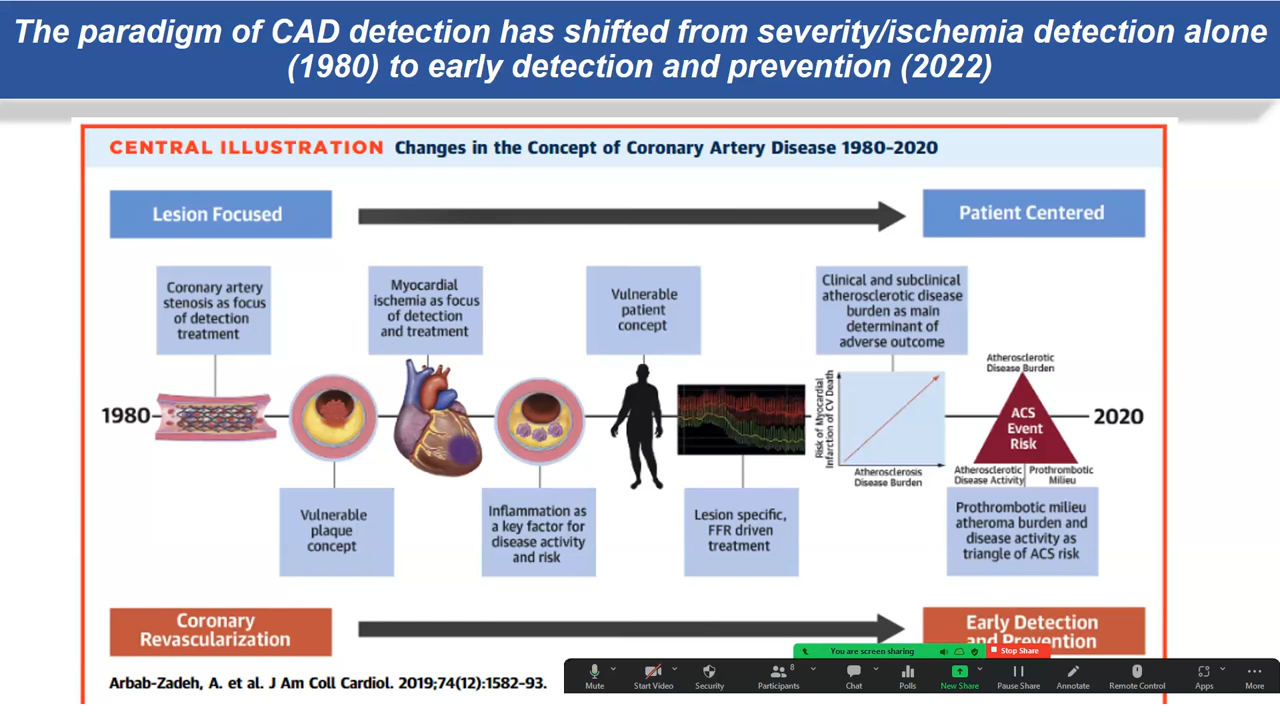 The paradigm of CAD detection has shifted from severity/ischemia detection alone
(1980) to early detection and prevention (2022)
CENTRAL ILLUSTRATION Changes in the Concept of Coronary Artery Disease 1980-2020
Lesion Focused
Patient Centered
Coronary artery
stenosis as focus
of detection
treatment
Myocardial
ischemia as focus
of detection
and treatment
Vulnerable
patient
concept
Clinical and subclinical
atherosclerotic disease
burden as main
determinant of
adverse outcome
1980
Risk of Myocardial
Infarction of CV Death
Atherosclerosis
Disease Burden
Atherosclerotic
Disease Burden
ACS
Event
Risk
Atherosclerotic
Disease Activity
Prothrombotic
Milieu
2020
Vulnerable
plaque
concept
Inflammation as
a key factor for
disease activity
and risk
Lesion specific,
FFR driven
treatment
Prothrombotic milieu
atheroma burden and
disease activity as
triangle of ACS risk
Coronary
Revascularization
Early Detection
and Prevention
You are screen sharing
Stop Share
Arbab-Zadeh, A. et al. J Am Coll Cardiol. 2019;74(12):1582-93.
8
Mute
Start Video
Security
Participants
Chat
Polls
New Share
Pause Share
Annotate
Remote Control
Apps
More